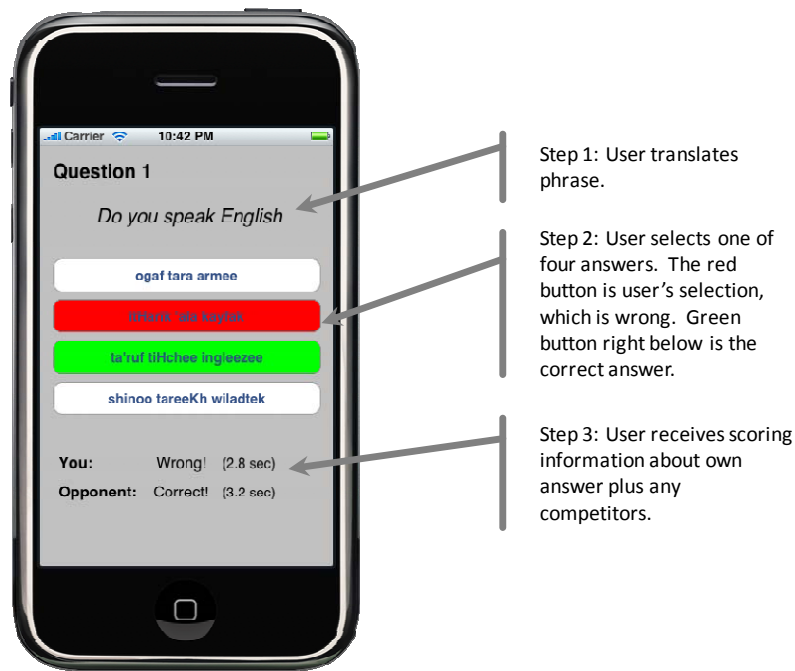 Carrier 10:42 PM
Question 1
Do you speak English
ogaf tara armee
'ala kayfak
ta'ruf tiHchee ingleezee
shinoo tareeKh wiladtek
You: Wrong! (2.8 sec)
Opponent: Correct! (3.2 sec)
Step 1: User translates
phrase.
Step 2: User selects one of
four answers. The red
button is user's selection,
which is wrong. Green
button right below is the
correct answer.
Step 3: User receives scoring
information about own
answer plus any
competitors.